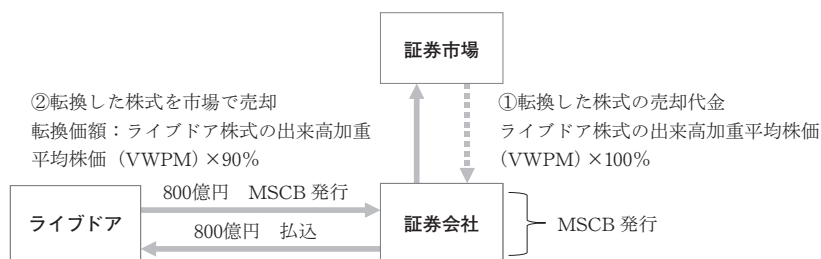 証券市場
②転換した株式を市場で売却
転換価額：ライブドア株式の出来高加重
平均株価（VWPM）×90％
①転換した株式の売却代金
ライブドア株式の出来高加重平均株価
（VWPM）×100％
800億円　MSCB 発行
ライブドア
800億円　払込
証券会社
MSCB 発行